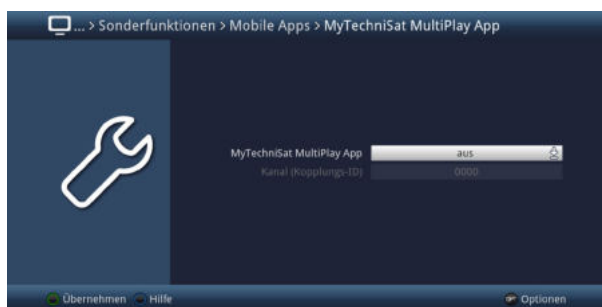 ... > Sonderfunktionen > Mobile Apps > MyTechniSat MultiPlay App
MyTechniSat MultiPlay App aus
Kanal (Kopplungs-ID) 0000
Übernehmen Hilfe Optionen